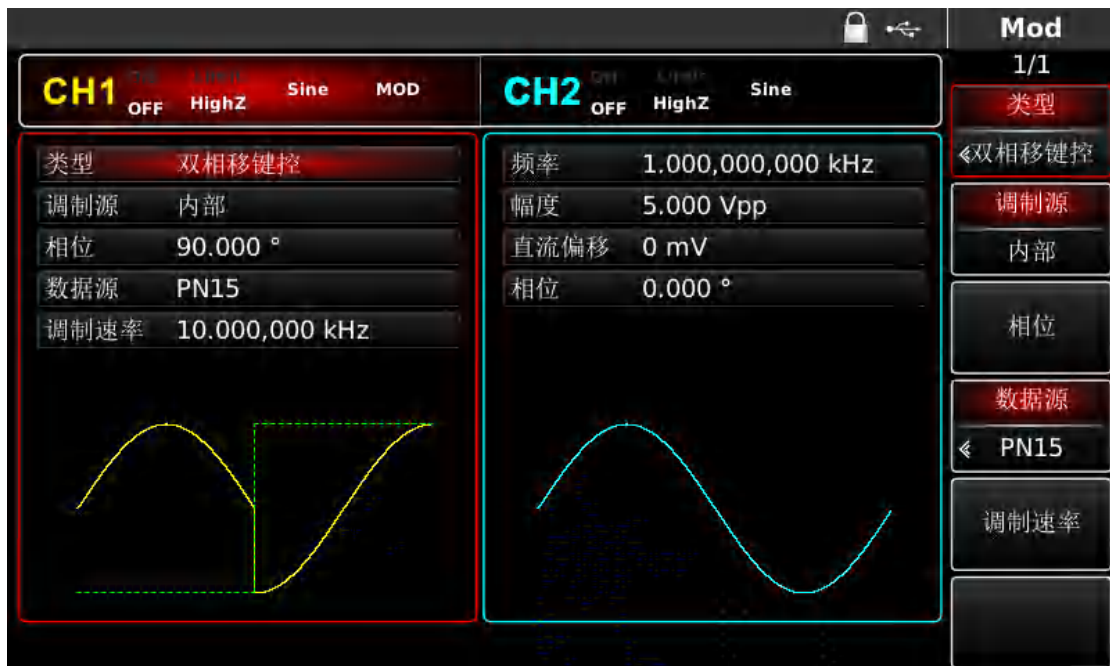 Mod
1/1
CH1 OFF HighZ Sine MOD
CH2 OFF HighZ Sine
类型 双相移键控
调制源 内部
相位 90.000 °
数据源 PN15
调制速率 10.000,000 kHz
频率 1.000,000,000 kHz
幅度 5.000 Vpp
直流偏移 0 mV
相位 0.000 °
类型
双相移键控
调制源
内部
相位
数据源
PN15
调制速率